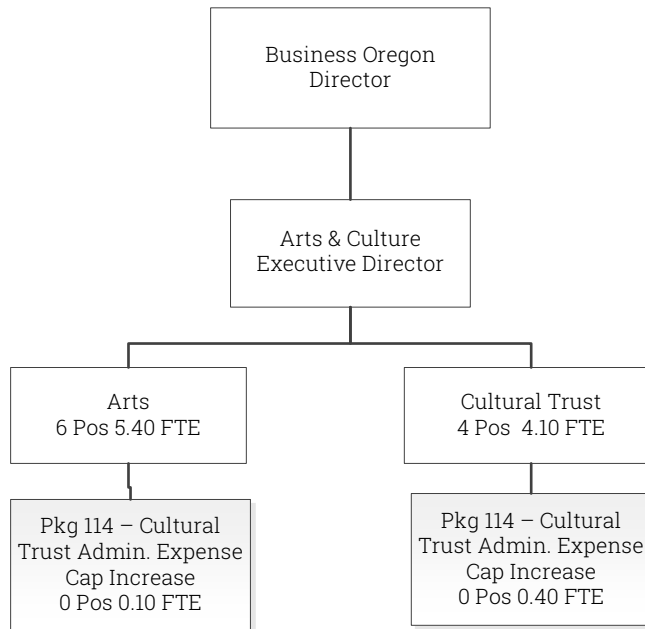 Business Oregon
Director
Arts & Culture
Executive Director
Arts
6 Pos 5.40 FTE
Cultural Trust
4 Pos  4.10 FTE
Pkg 114 – Cultural
Trust Admin. Expense
Cap Increase
0 Pos 0.10 FTE
Pkg 114 – Cultural
Trust Admin. Expense
Cap Increase
0 Pos 0.40 FTE